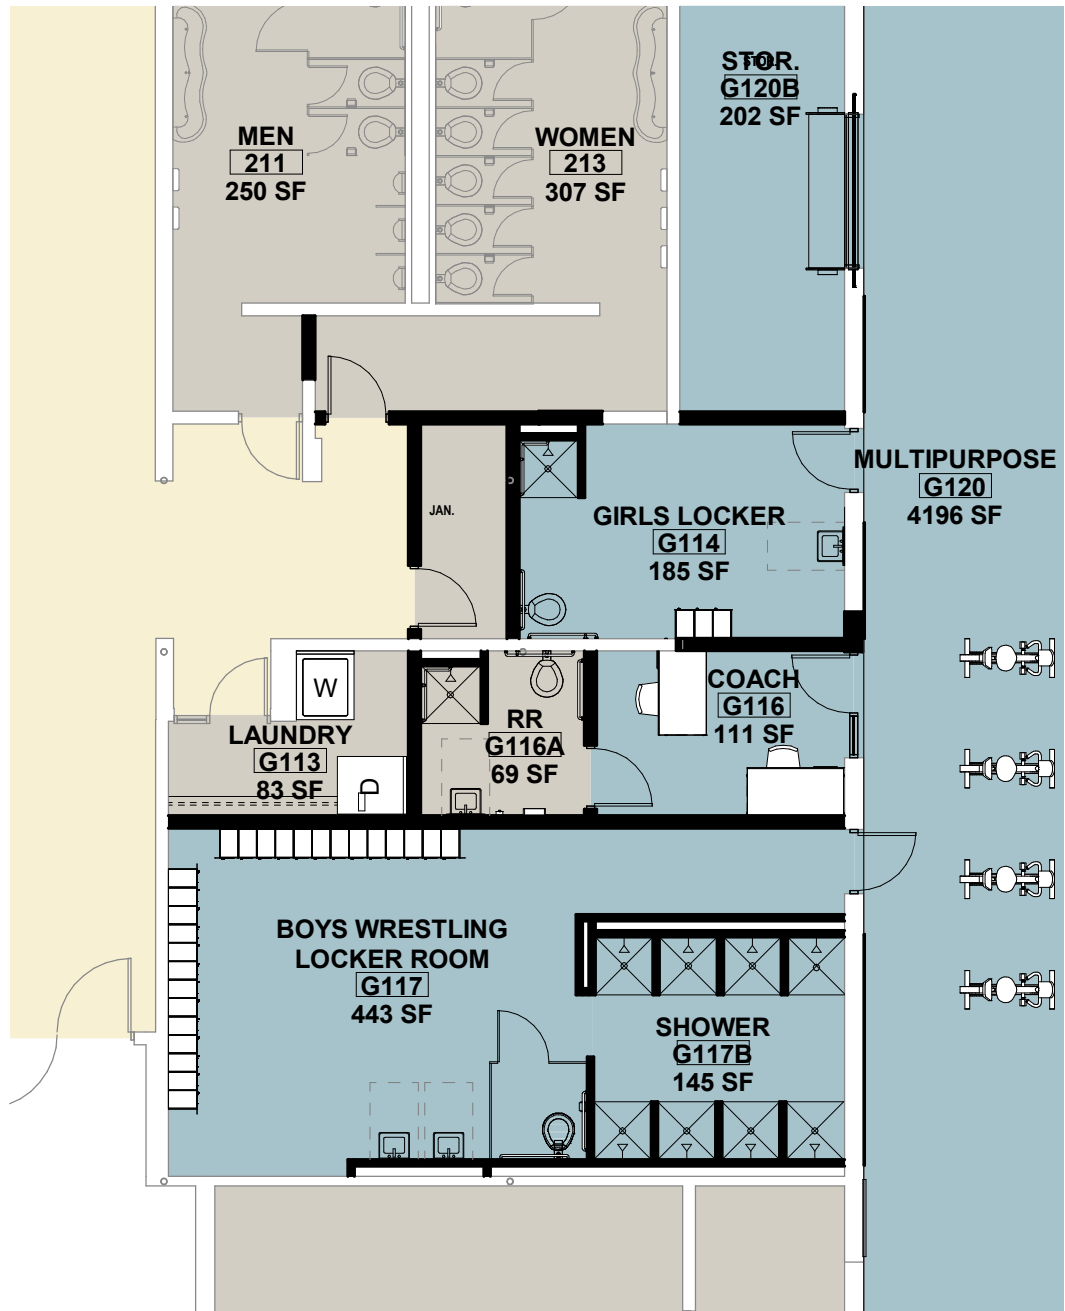 STOR.
STOR.
G120B
202 SF
MEN
211
250 SF
WOMEN
213
307 SF
MULTIPURPOSE
G120
4196 SF
JAN.
GIRLS LOCKER
G114
185 SF
W
LAUNDRY
G113
83 SF
RR
G116A
69 SF
COACH
G116
111 SF
BOYS WRESTLING
LOCKER ROOM
G117
443 SF
SHOWER
G117B
145 SF